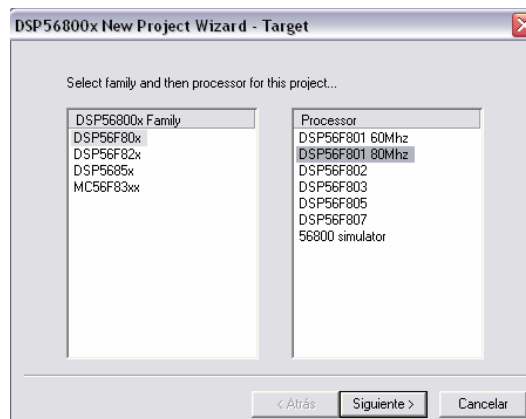 DSP56800x New Project Wizard - Target
Select family and then processor for this project...
DSP56800x Family
DSP56F80x
DSP56F82x
DSP5685x
MC56F83xx
Processor
DSP56F801 60Mhz
DSP56F801 80Mhz
DSP56F802
DSP56F803
DSP56F805
DSP56F807
56800 simulator
< Atrás
Siguiente >
Cancelar